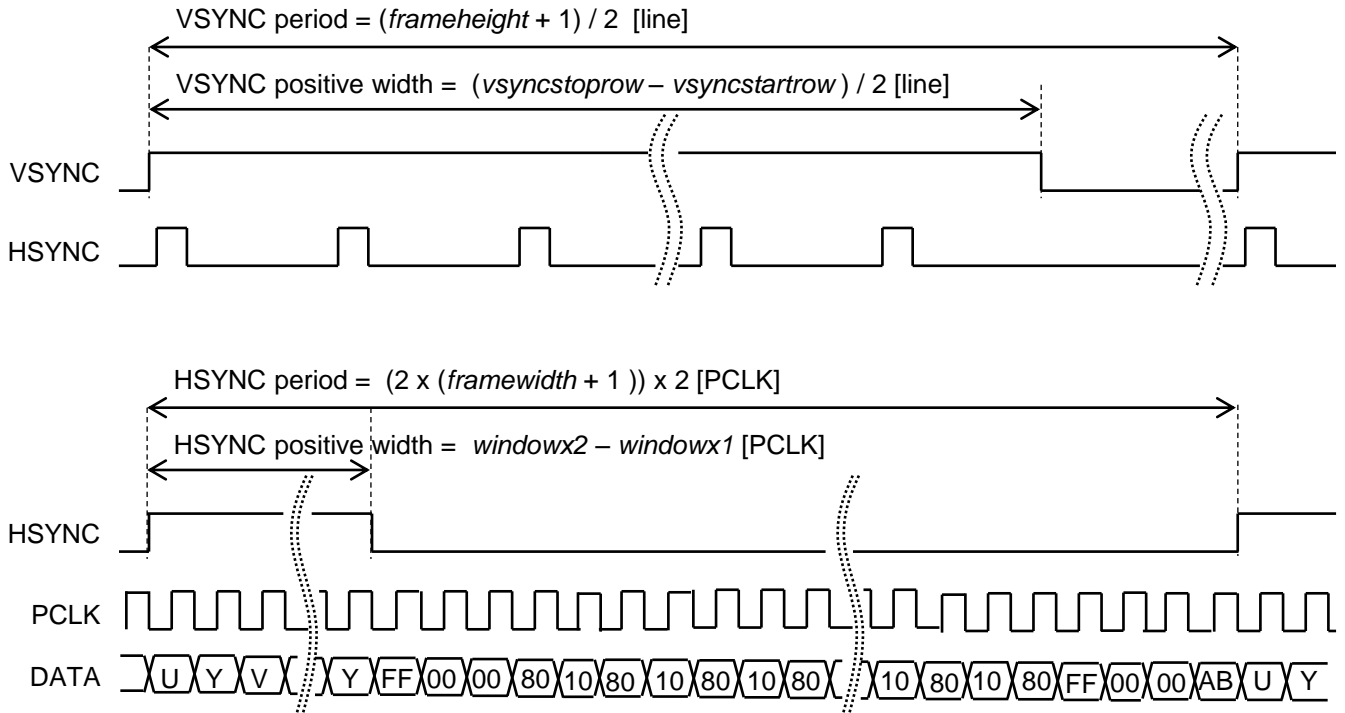 VSYNC period = (frameheight + 1) / 2 [line]
VSYNC positive width = (vsyncstoprow – vsyncstartrow ) / 2 [line]
VSYNC
HSYNC
HSYNC period = (2 x (framewidth + 1 )) x 2 [PCLK]
HSYNC positive width = windowx2 – windowx1 [PCLK]
HSYNC
PCLK
DATA U Y V Y FF 00 00 80 10 80 10 80 10 80 10 80 10 80 FF 00 00 AB U Y